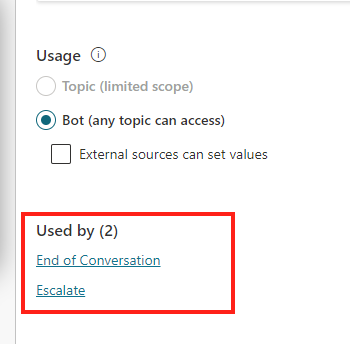 Usage
Topic (limited scope)
Bot (any topic can access)
External sources can set values
Used by (2)
End of Conversation
Escalate